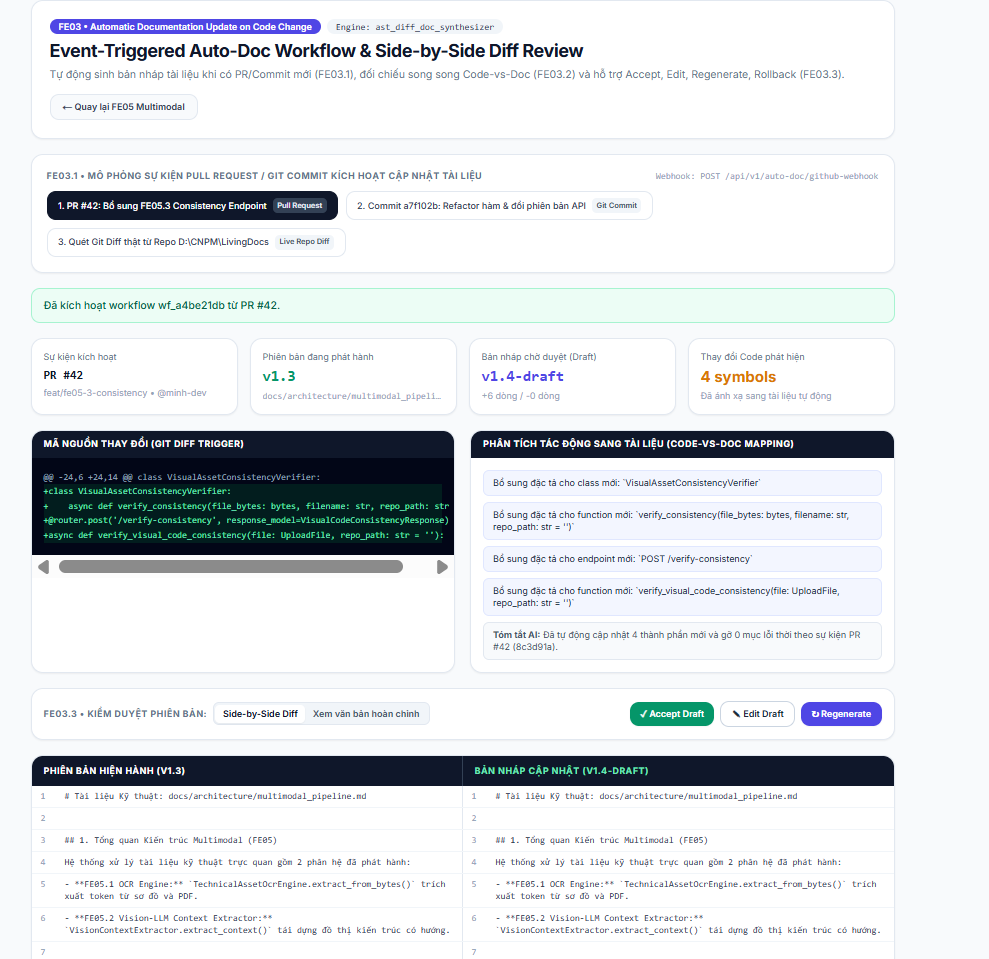 FE03 • Automatic Documentation Update on Code Change
Engine: ast_diff_doc_synthesizer
Event-Triggered Auto-Doc Workflow & Side-by-Side Diff Review
Tự động sinh bản nháp tài liệu khi có PR/Commit mới (FE03.1), đối chiếu song song Code-vs-Doc (FE03.2) và hỗ trợ Accept, Edit, Regenerate, Rollback (FE03.3).
← Quay lại FE05 Multimodal
FE03.1 • MÔ PHỎNG SỰ KIỆN PULL REQUEST / GIT COMMIT KÍCH HOẠT CẬP NHẬT TÀI LIỆU
Webhook: POST /api/v1/auto-doc/github-webhook
1. PR #42: Bổ sung FE05.3 Consistency Endpoint Pull Request
2. Commit a7f102b: Refactor hàm & đổi phiên bản API Git Commit
3. Quét Git Diff thật từ Repo D:\CNPM\LivingDocs Live Repo Diff
Đã kích hoạt workflow wf_a4be21db từ PR #42.
Sự kiện kích hoạt
PR #42
feat/fe05-3-consistency • @minh-dev
Phiên bản đang phát hành
v1.3
docs/architecture/multimodal_pipeli…
Bản nháp chờ duyệt (Draft)
v1.4-draft
+6 dòng / -0 dòng
Thay đổi Code phát hiện
4 symbols
Đã ánh xạ sang tài liệu tự động
MÃ NGUỒN THAY ĐỔI (GIT DIFF TRIGGER)
@@ -24,6 +24,14 @@ class VisualAssetConsistencyVerifier:
+class VisualAssetConsistencyVerifier:
+    async def verify_consistency(file_bytes: bytes, filename: str, repo_path: str
+@router.post('/verify-consistency', response_model=VisualCodeConsistencyResponse)
+async def verify_visual_code_consistency(file: UploadFile, repo_path: str = ''):
PHÂN TÍCH TÁC ĐỘNG SANG TÀI LIỆU (CODE-VS-DOC MAPPING)
Bổ sung đặc tả cho class mới: `VisualAssetConsistencyVerifier`
Bổ sung đặc tả cho function mới: `verify_consistency(file_bytes: bytes, filename: str,
repo_path: str = '')`
Bổ sung đặc tả cho endpoint mới: `POST /verify-consistency`
Bổ sung đặc tả cho function mới: `verify_visual_code_consistency(file: UploadFile,
repo_path: str = '')`
Tóm tắt AI: Đã tự động cập nhật 4 thành phần mới và gỡ 0 mục lỗi thời theo sự kiện PR
#42 (8c3d91a).
FE03.3 • KIỂM DUYỆT PHIÊN BẢN:
Side-by-Side Diff
Xem văn bản hoàn chỉnh
✓ Accept Draft
✎ Edit Draft
↻ Regenerate
PHIÊN BẢN HIỆN HÀNH (V1.3)
1 # Tài liệu Kỹ thuật: docs/architecture/multimodal_pipeline.md
2
3 ## 1. Tổng quan Kiến trúc Multimodal (FE05)
4 Hệ thống xử lý tài liệu kỹ thuật trực quan gồm 2 phân hệ đã phát hành:
5 - **FE05.1 OCR Engine:** `TechnicalAssetOcrEngine.extract_from_bytes()` trích
xuất token từ sơ đồ và PDF.
6 - **FE05.2 Vision-LLM Context Extractor:**
`VisionContextExtractor.extract_context()` tái dựng đồ thị kiến trúc có hướng.
7
BẢN NHÁP CẬP NHẬT (V1.4-DRAFT)
1 # Tài liệu Kỹ thuật: docs/architecture/multimodal_pipeline.md
2
3 ## 1. Tổng quan Kiến trúc Multimodal (FE05)
4 Hệ thống xử lý tài liệu kỹ thuật trực quan gồm 2 phân hệ đã phát hành:
5 - **FE05.1 OCR Engine:** `TechnicalAssetOcrEngine.extract_from_bytes()` trích
xuất token từ sơ đồ và PDF.
6 - **FE05.2 Vision-LLM Context Extractor:**
`VisionContextExtractor.extract_context()` tái dựng đồ thị kiến trúc có hướng.
7